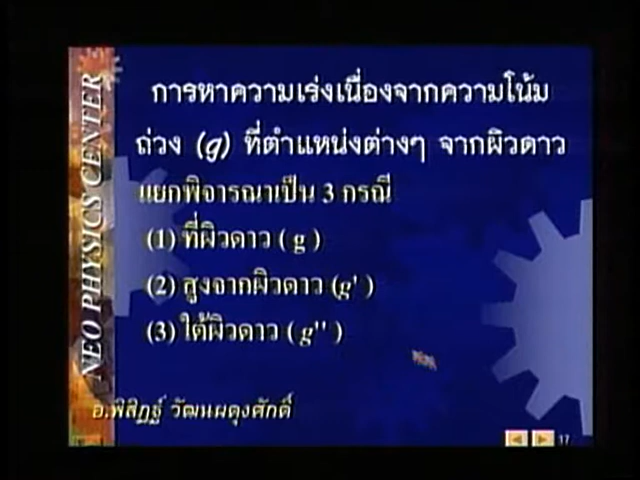 การหาความเร่งเนื่องจากความโน้ม
ถ่วง (g) ที่ตำแหน่งต่างๆ จากผิวดาว
แยกพิจารณาเป็น 3 กรณี
(1) ที่ผิวดาว ( g )
(2) สูงจากผิวดาว (g' )
(3) ใต้ผิวดาว ( g'' )
NEO PHYSICS CENTER
อ.พิสิฏฐ์ วัฒนผดุงศักดิ์
17